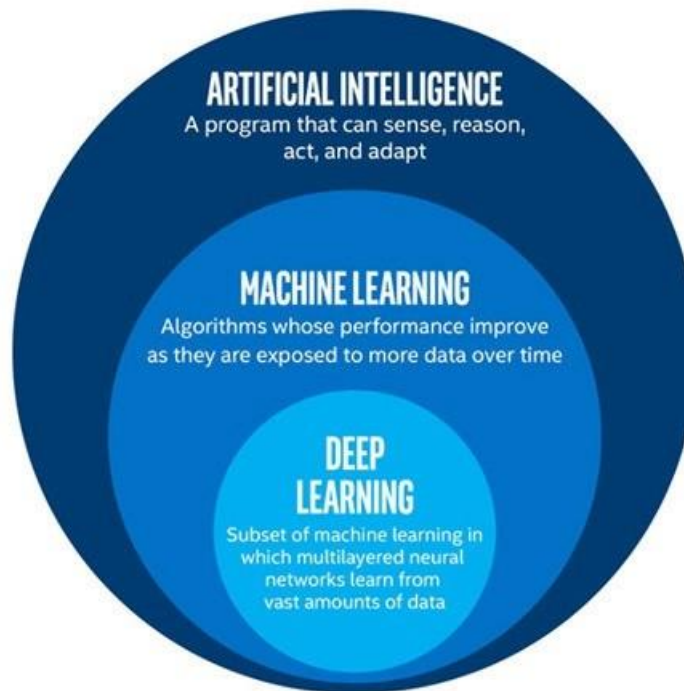 ARTIFICIAL INTELLIGENCE
A program that can sense, reason,
act, and adapt
MACHINE LEARNING
Algorithms whose performance improve
as they are exposed to more data over time
DEEP
LEARNING
Subset of machine learning in
which multilayered neural
networks learn from
vast amounts of data